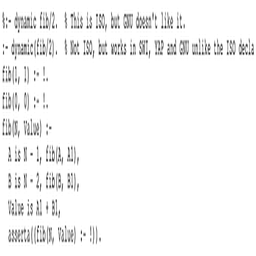 %:- dynamic fib/2.  % This is ISO, but GNU doesn't like it.
:- dynamic(fib/2).  % Not ISO, but works in SWI, YAP and GNU unlike the ISO decla
fib(1, 1) :- !.
fib(0, 0) :- !.
fib(N, Value) :-
  A is N - 1, fib(A, A1),
  B is N - 2, fib(B, B1),
  Value is A1 + B1,
  asserta((fib(N, Value) :- !)).